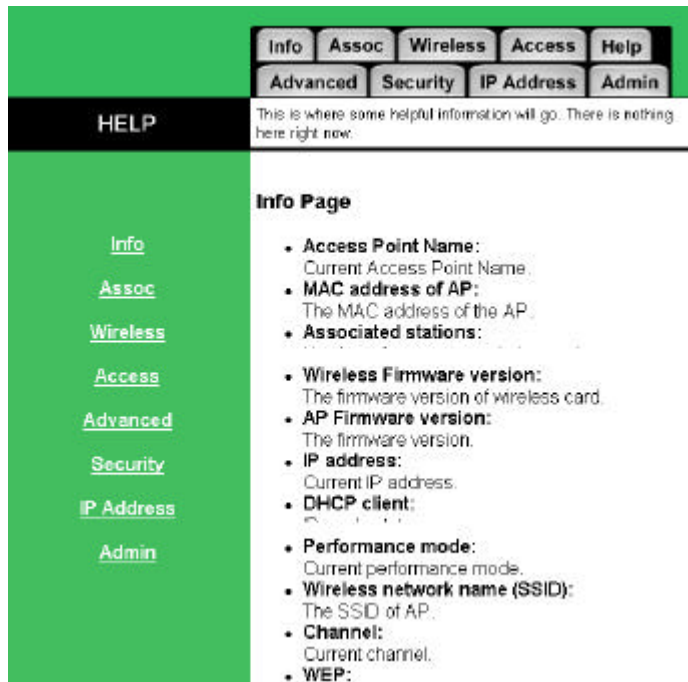 Info Assoc Wireless Access Help
Advanced Security IP Address Admin
HELP
This is where some helpful information will go. There is nothing
here right now.
Info
Assoc
Wireless
Access
Advanced
Security
IP Address
Admin
Info Page
• Access Point Name:
Current Access Point Name.
• MAC address of AP:
The MAC address of the AP.
• Associated stations:
• Wireless Firmware version:
The firmware version of wireless card.
• AP Firmware version:
The firmware version.
• IP address:
Current IP address.
• DHCP client:
• Performance mode:
Current performance mode.
• Wireless network name (SSID):
The SSID of AP.
• Channel:
Current channel.
• WEP: